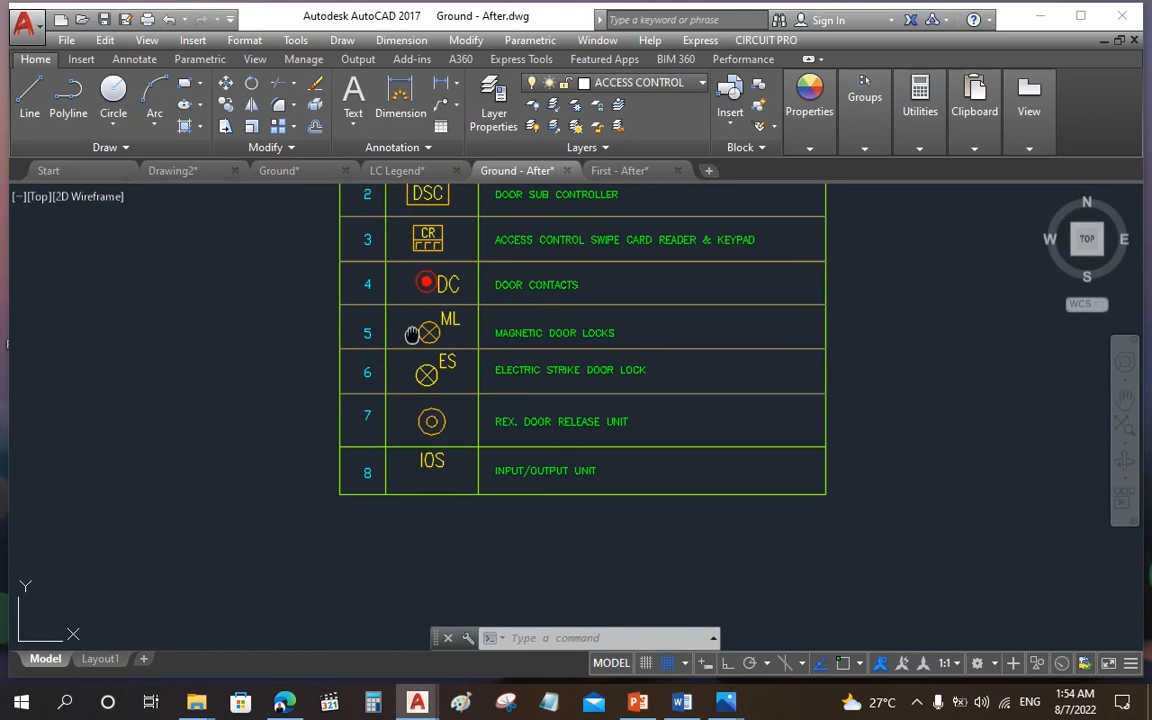 Autodesk AutoCAD 2017 Ground - After.dwg
Type a keyword or phrase
Sign In
File Edit View Insert Format Tools Draw Dimension Modify Parametric Window Help Express CIRCUIT PRO
Home Insert Annotate Parametric View Manage Output Add-ins A360 Express Tools Featured Apps BIM 360 Performance
ACCESS CONTROL
Line Polyline Circle Arc Text Dimension Layer Properties Insert Properties Groups Utilities Clipboard View
Draw Modify Annotation Layers Block
Start Drawing2* Ground* LC Legend* Ground - After* First - After*
[−][Top][2D Wireframe]
N
W TOP E
S
WCS
2 DSC DOOR SUB CONTROLLER
3 CR ACCESS CONTROL SWIPE CARD READER & KEYPAD
4 DC DOOR CONTACTS
5 ML MAGNETIC DOOR LOCKS
6 ES ELECTRIC STRIKE DOOR LOCK
7 REX. DOOR RELEASE UNIT
8 IOS INPUT/OUTPUT UNIT
Y
X
Type a command
Model Layout1 MODEL 1:1
27°C ENG 1:54 AM
8/7/2022